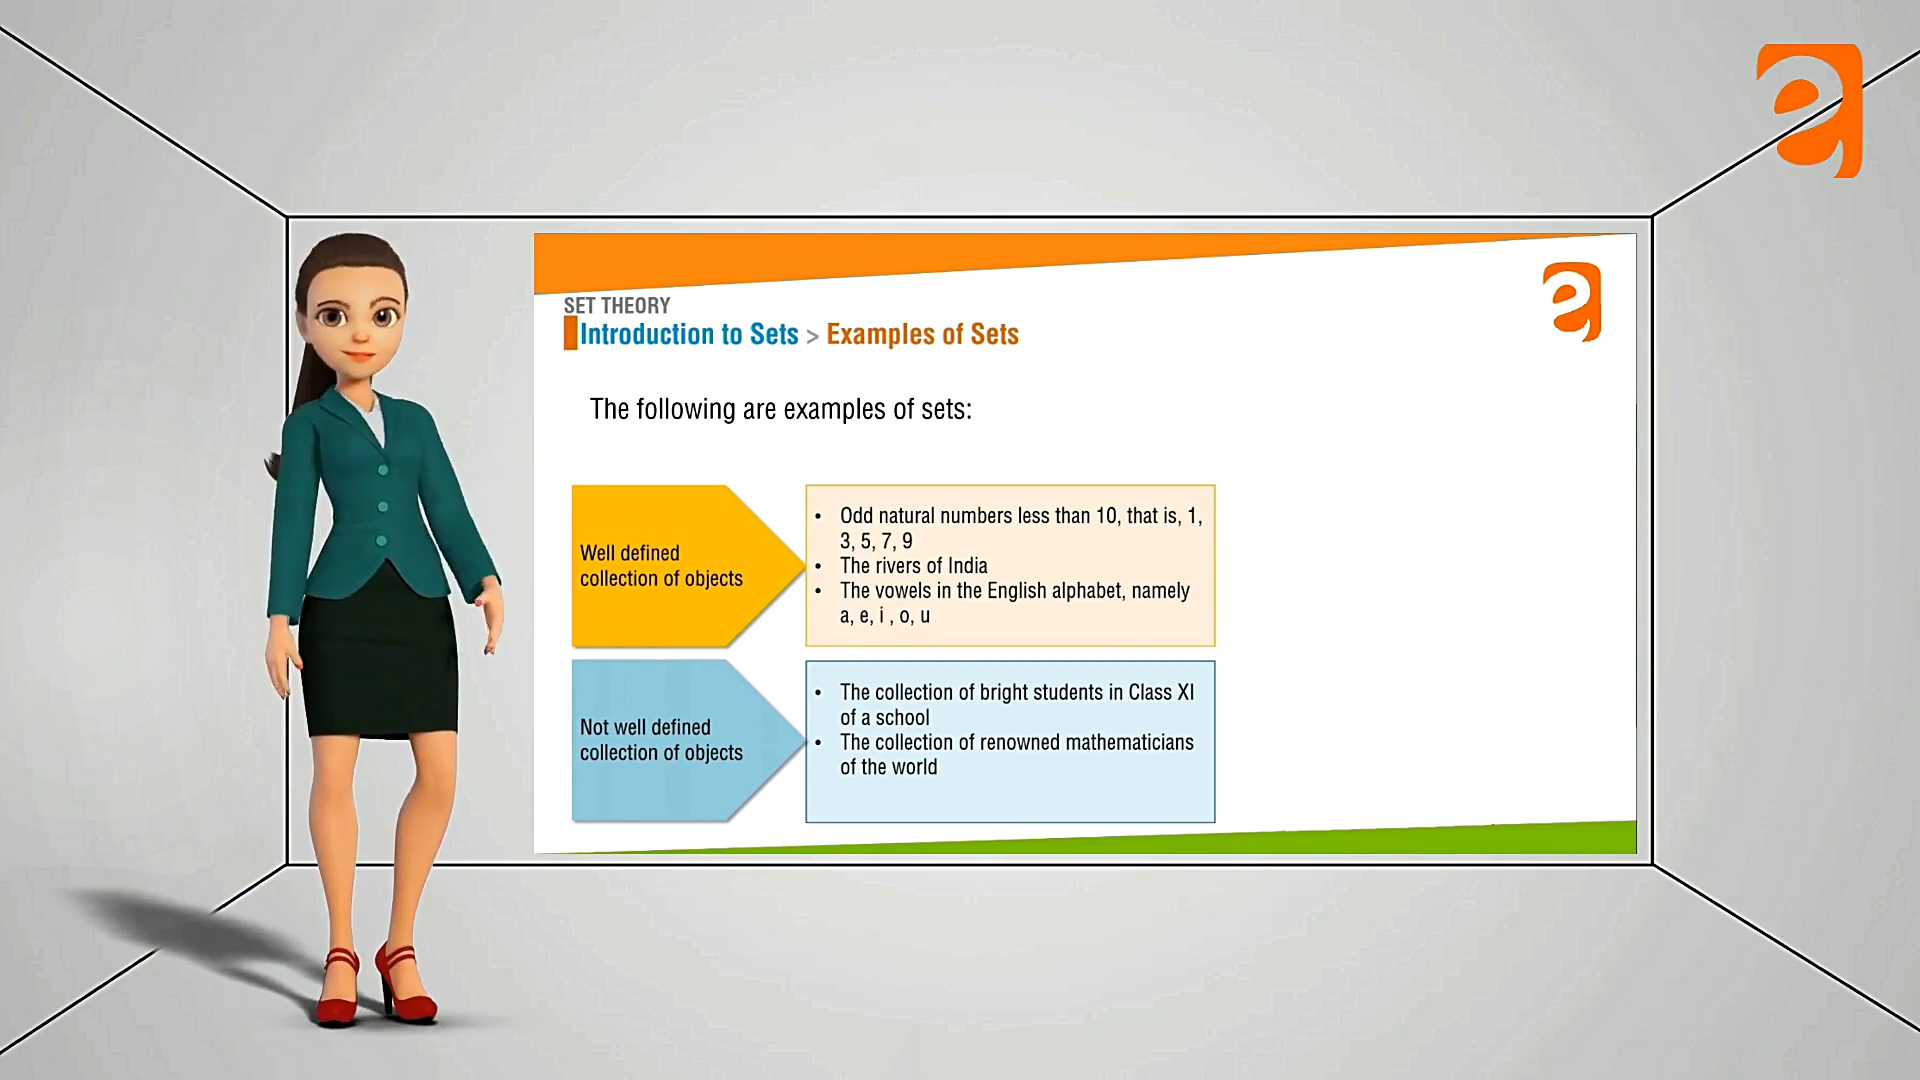 SET THEORY
Introduction to Sets > Examples of Sets
The following are examples of sets:
Well defined
collection of objects
• Odd natural numbers less than 10, that is, 1,
3, 5, 7, 9
• The rivers of India
• The vowels in the English alphabet, namely
a, e, i , o, u
Not well defined
collection of objects
• The collection of bright students in Class XI
of a school
• The collection of renowned mathematicians
of the world